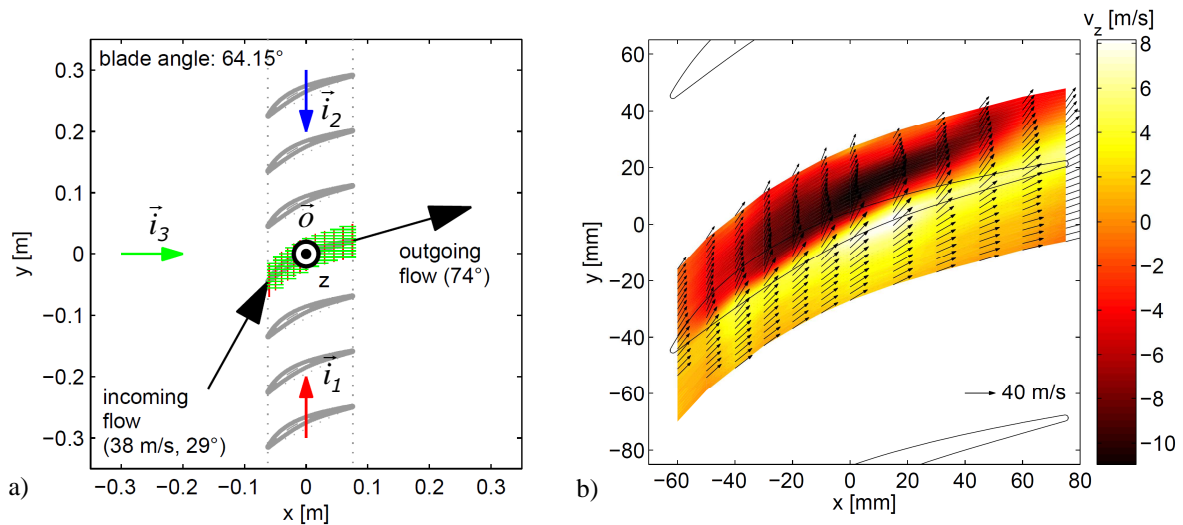 blade angle: 64.15°
0.3
0.2
0.1
0
−0.1
−0.2
−0.3
y [m]
i₂
i₃
o
z
i₁
outgoing
flow (74°)
incoming
flow
(38 m/s, 29°)
−0.3 −0.2 −0.1 0 0.1 0.2 0.3
x [m]
a)
60
40
20
0
−20
−40
−60
−80
y [mm]
40 m/s
−60 −40 −20 0 20 40 60 80
x [mm]
b)
v_z [m/s]
8
6
4
2
0
−2
−4
−6
−8
−10